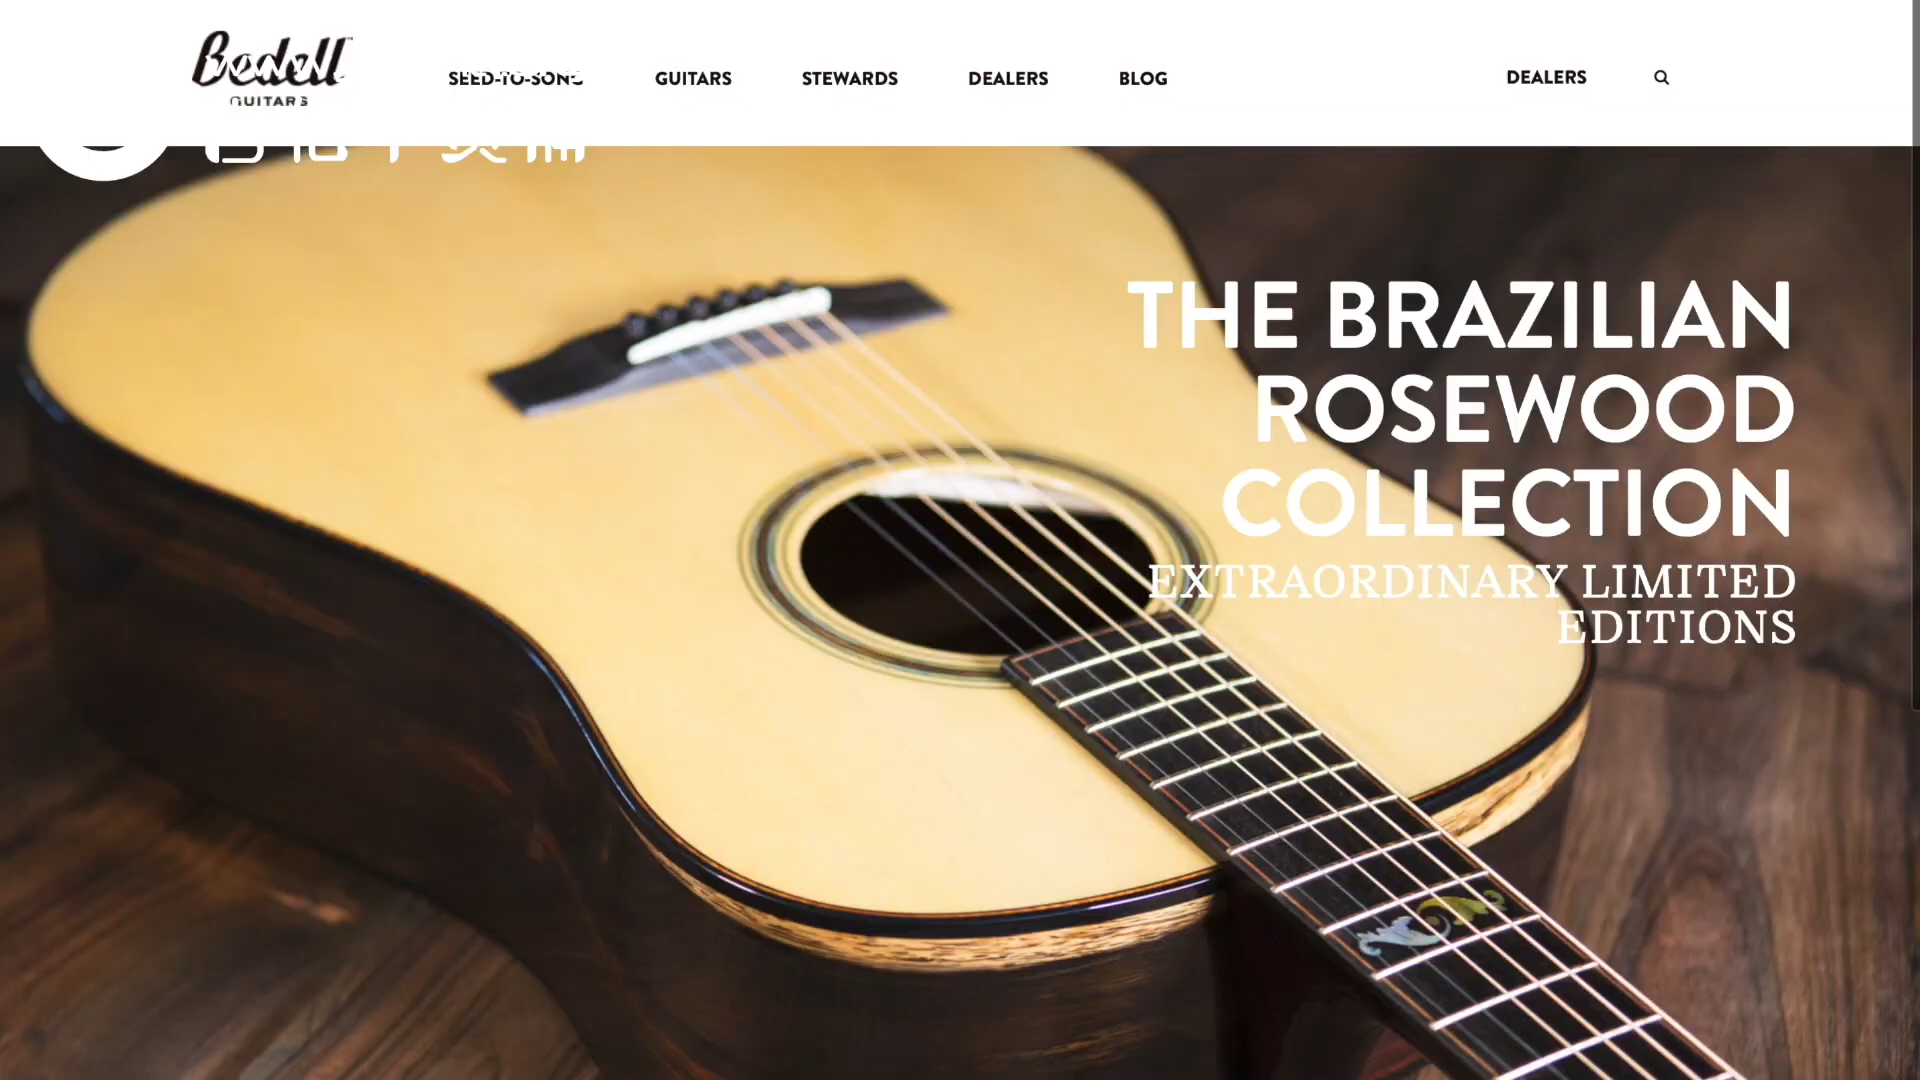 Bedell
GUITARS
SEED-TO-SONG
GUITARS
STEWARDS
DEALERS
BLOG
DEALERS
THE BRAZILIAN
ROSEWOOD
COLLECTION
EXTRAORDINARY LIMITED
EDITIONS